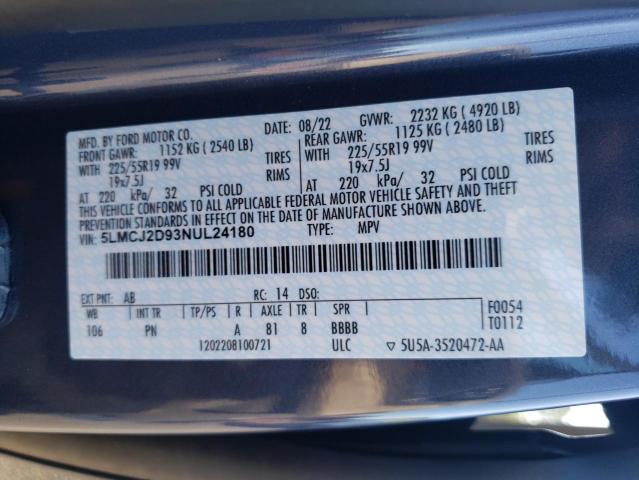 MFD. BY FORD MOTOR CO.
DATE: 08/22 GVWR: 2232 KG ( 4920 LB)
FRONT GAWR: 1152 KG ( 2540 LB) REAR GAWR: 1125 KG ( 2480 LB)
WITH 225/55R19 99V TIRES WITH 225/55R19 99V TIRES
19x7.5J RIMS 19x7.5J RIMS
AT 220 kPa/ 32 PSI COLD AT 220 kPa/ 32 PSI COLD
THIS VEHICLE CONFORMS TO ALL APPLICABLE FEDERAL MOTOR VEHICLE SAFETY AND THEFT
PREVENTION STANDARDS IN EFFECT ON THE DATE OF MANUFACTURE SHOWN ABOVE.
VIN: 5LMCJ2D93NUL24180 TYPE: MPV
EXT PNT: AB RC: 14 DSO:
WB INT TR TP/PS R AXLE TR SPR F0054
106 PN A 81 8 BBBB T0112
1202208100721 ULC ▽ 5U5A-3520472-AA